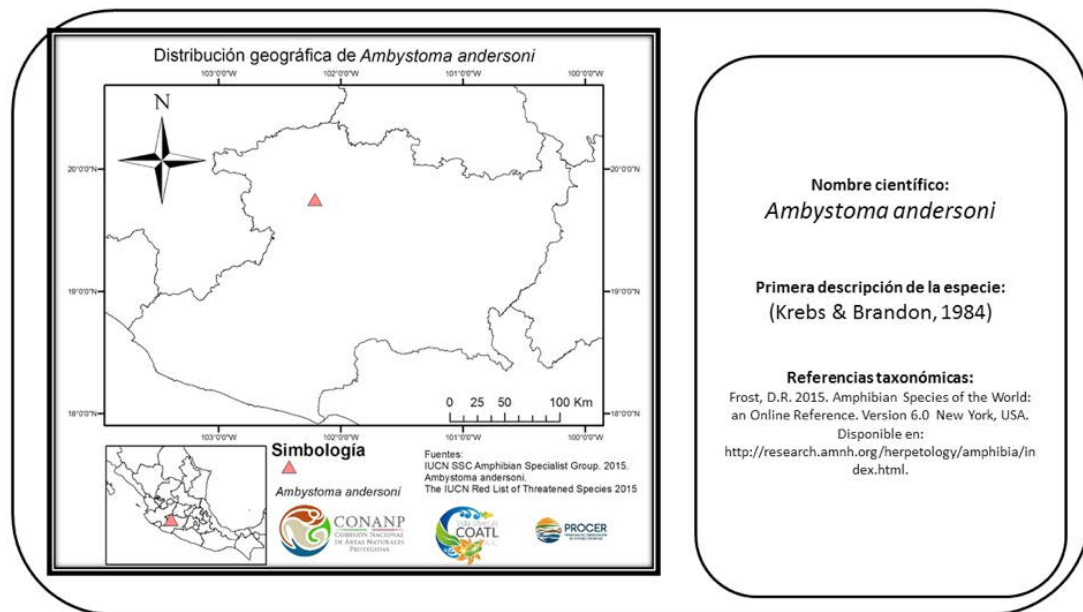 Distribución geográfica de Ambystoma andersoni
103°0'0"W 102°0'0"W 101°0'0"W 100°0'0"W
N
20°0'0"N 20°0'0"N
19°0'0"N 19°0'0"N
18°0'0"N 18°0'0"N
0 25 50 100 Km
103°0'0"W 102°0'0"W 101°0'0"W 100°0'0"W
Simbología
Ambystoma andersoni
Fuentes:
IUCN SSC Amphibian Specialist Group. 2015.
Ambystoma andersoni.
The IUCN Red List of Threatened Species 2015
CONANP
COMISIÓN NACIONAL
DE ÁREAS NATURALES
PROTEGIDAS
COATL
PROCER
Nombre científico:
Ambystoma andersoni
Primera descripción de la especie:
(Krebs & Brandon, 1984)
Referencias taxonómicas:
Frost, D.R. 2015. Amphibian Species of the World:
an Online Reference. Version 6.0 New York, USA.
Disponible en:
http://research.amnh.org/herpetology/amphibia/in
dex.html.